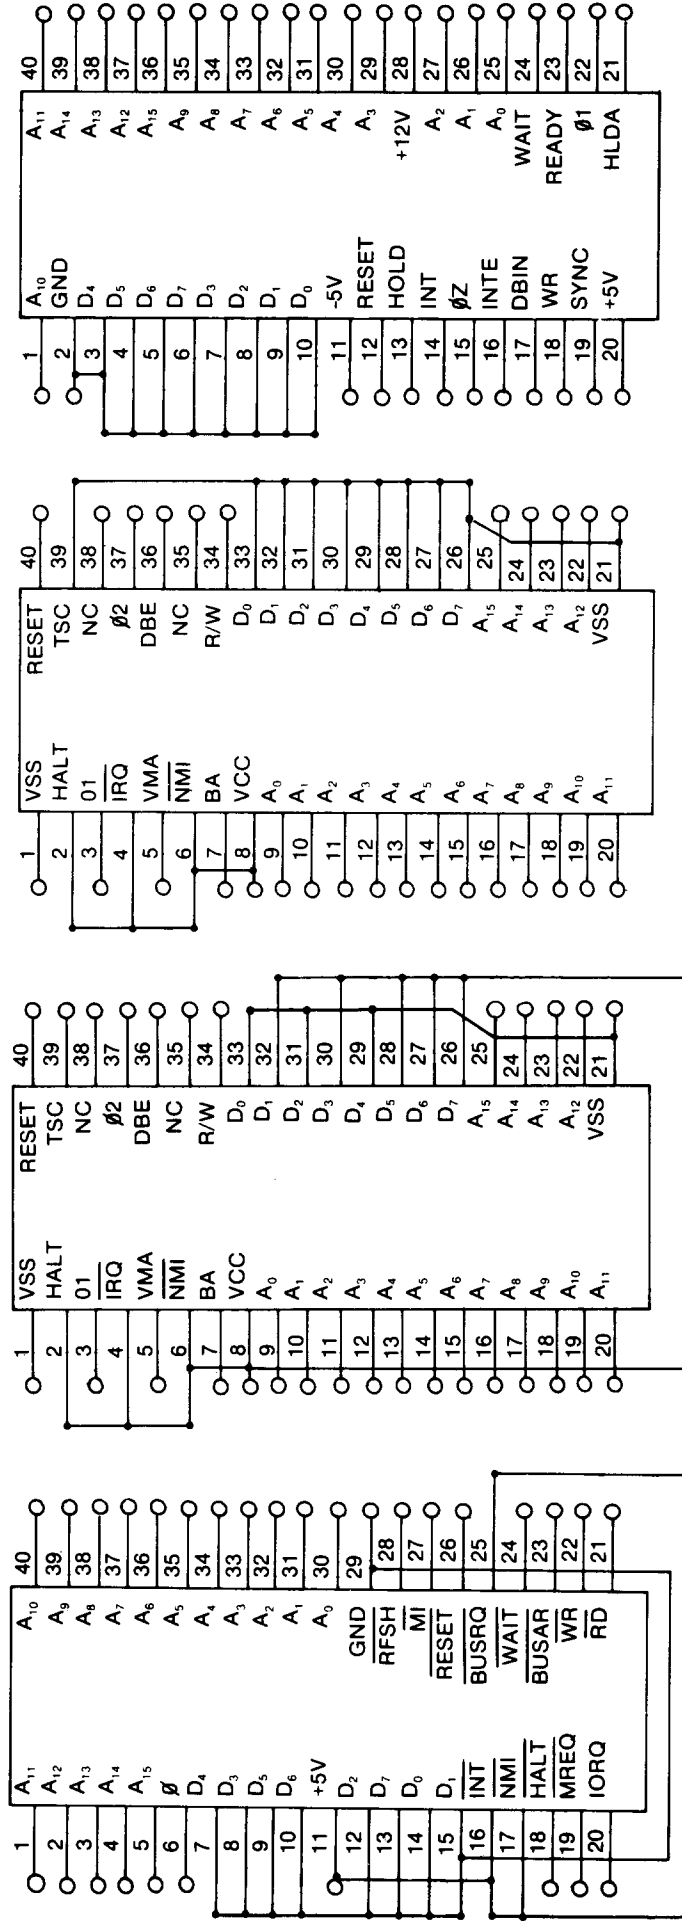 1 A₁₁ A₁₀ 40
2 A₁₂ A₉ 39
3 A₁₃ A₈ 38
4 A₁₄ A₇ 37
5 A₁₅ A₆ 36
6 Ø A₅ 35
7 D₄ A₄ 34
8 D₃ A₃ 33
9 D₅ A₂ 32
10 D₆ A₁ 31
11 +5V A₀ 30
12 D₂ GND 29
13 D₇ RFSH 28
14 D₀ MI 27
15 D₁ RESET 26
16 INT BUSRQ 25
17 NMI WAIT 24
18 HALT BUSAR 23
19 MREQ WR 22
20 IORQ RD 21
1 VSS RESET 40
2 HALT TSC 39
3 01 NC 38
4 IRQ Ø2 37
5 VMA DBE 36
6 NMI NC 35
7 BA R/W 34
8 VCC D₀ 33
9 A₀ D₁ 32
10 A₁ D₂ 31
11 A₂ D₃ 30
12 A₃ D₄ 29
13 A₄ D₅ 28
14 A₅ D₆ 27
15 A₆ D₇ 26
16 A₇ A₁₅ 25
17 A₈ A₁₄ 24
18 A₉ A₁₃ 23
19 A₁₀ A₁₂ 22
20 A₁₁ VSS 21
1 VSS RESET 40
2 HALT TSC 39
3 01 NC 38
4 IRQ Ø2 37
5 VMA DBE 36
6 NMI NC 35
7 BA R/W 34
8 VCC D₀ 33
9 A₀ D₁ 32
10 A₁ D₂ 31
11 A₂ D₃ 30
12 A₃ D₄ 29
13 A₄ D₅ 28
14 A₅ D₆ 27
15 A₆ D₇ 26
16 A₇ A₁₅ 25
17 A₈ A₁₄ 24
18 A₉ A₁₃ 23
19 A₁₀ A₁₂ 22
20 A₁₁ VSS 21
1 A₁₀ A₁₁ 40
2 GND A₁₄ 39
3 D₄ A₁₃ 38
4 D₅ A₁₂ 37
5 D₆ A₁₅ 36
6 D₇ A₉ 35
7 D₃ A₈ 34
8 D₂ A₇ 33
9 D₁ A₆ 32
10 D₀ A₅ 31
11 -5V A₄ 30
12 RESET A₃ 29
13 HOLD +12V 28
14 INT A₂ 27
15 ØZ A₁ 26
16 INTE A₀ 25
17 DBIN WAIT 24
18 WR READY 23
19 SYNC Ø1 22
20 +5V HLDA 21